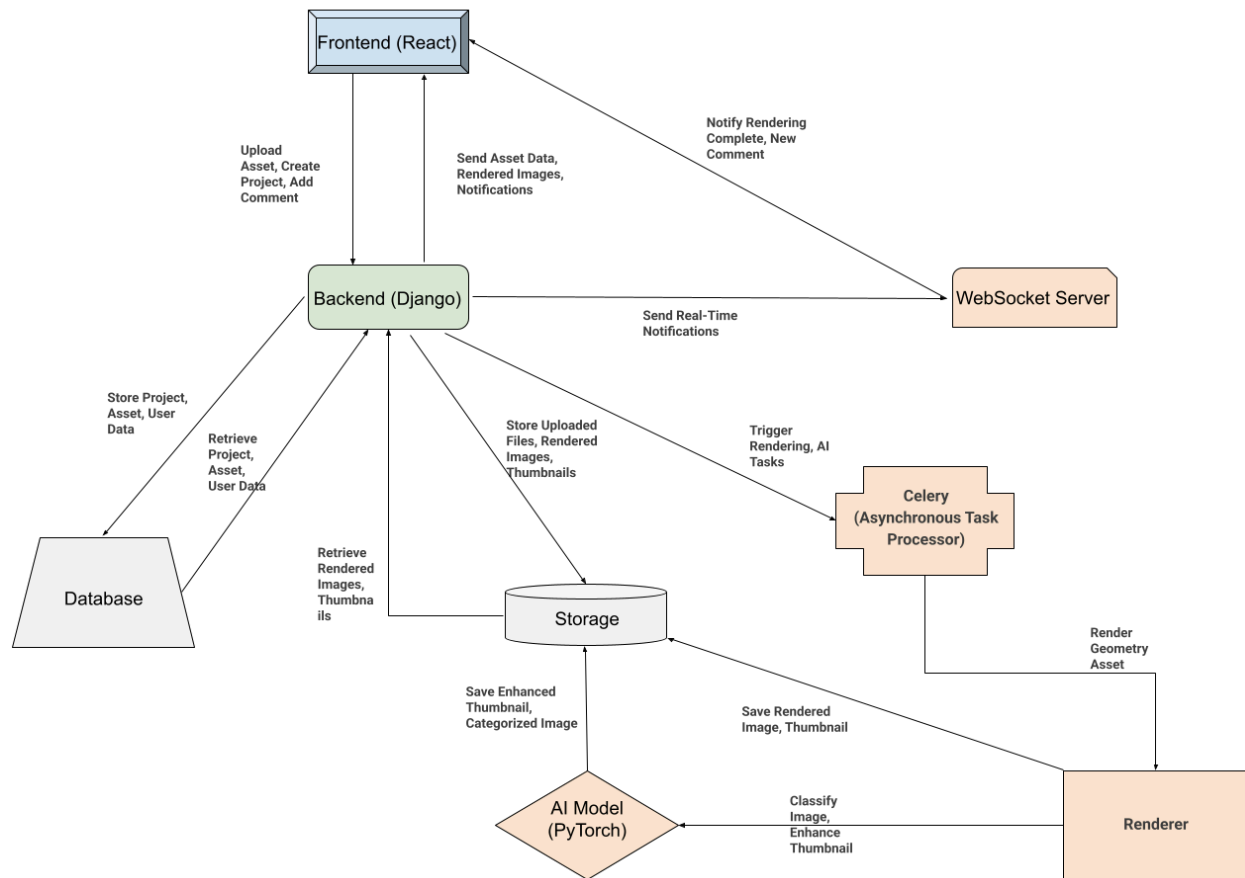 Frontend (React)
Notify Rendering
Complete, New
Comment
Upload
Asset, Create
Project, Add
Comment
Send Asset Data,
Rendered Images,
Notifications
Backend (Django)
WebSocket Server
Send Real-Time
Notifications
Store Project,
Asset, User
Data
Retrieve
Project,
Asset,
User Data
Store Uploaded
Files, Rendered
Images,
Thumbnails
Trigger
Rendering, AI
Tasks
Celery
(Asynchronous Task
Processor)
Database
Retrieve
Rendered
Images,
Thumbna
ils
Storage
Render
Geometry
Asset
Save Enhanced
Thumbnail,
Categorized Image
Save Rendered
Image, Thumbnail
AI Model
(PyTorch)
Classify
Image,
Enhance
Thumbnail
Renderer